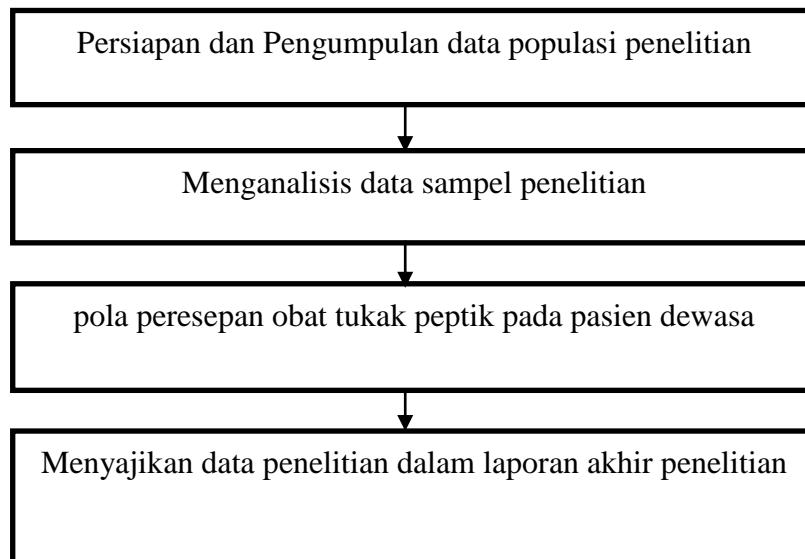 Persiapan dan Pengumpulan data populasi penelitian
Menganalisis data sampel penelitian
pola peresepan obat tukak peptik pada pasien dewasa
Menyajikan data penelitian dalam laporan akhir penelitian